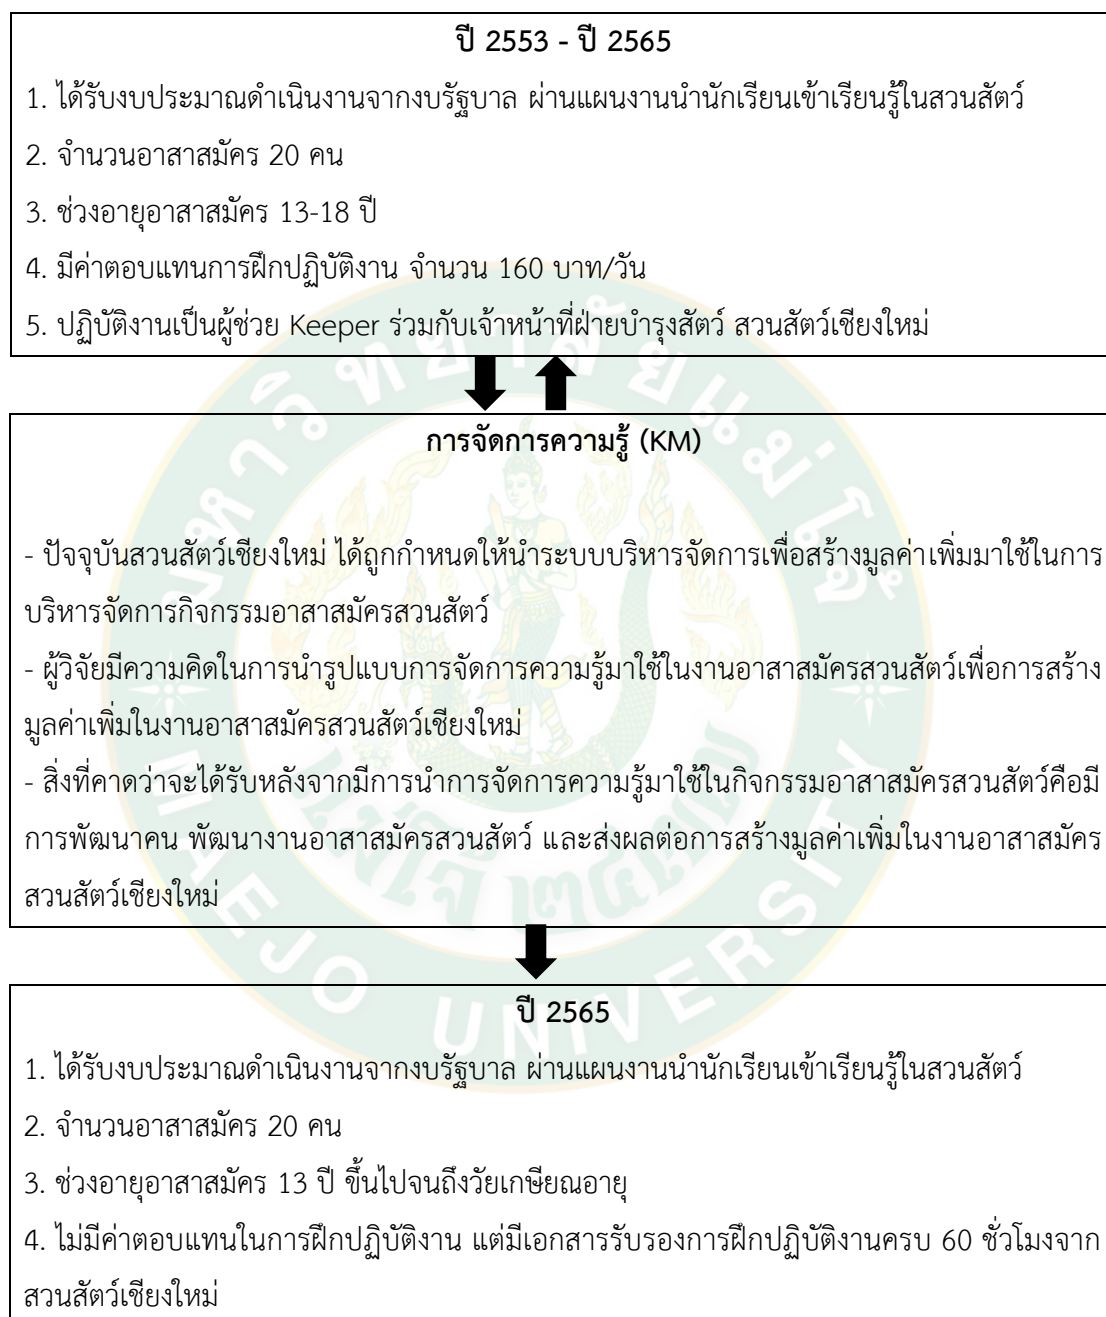 ปี 2553 - ปี 2565
1. ได้รับงบประมาณดำเนินงานจากงบรัฐบาล ผ่านแผนงานนำนักเรียนเข้าเรียนรู้ในสวนสัตว์
2. จำนวนอาสาสมัคร 20 คน
3. ช่วงอายุอาสาสมัคร 13-18 ปี
4. มีค่าตอบแทนการฝึกปฏิบัติงาน จำนวน 160 บาท/วัน
5. ปฏิบัติงานเป็นผู้ช่วย Keeper ร่วมกับเจ้าหน้าที่ฝ่ายบำรุงสัตว์ สวนสัตว์เชียงใหม่
การจัดการความรู้ (KM)
- ปัจจุบันสวนสัตว์เชียงใหม่ ได้ถูกกำหนดให้นำระบบบริหารจัดการเพื่อสร้างมูลค่าเพิ่มมาใช้ในการ
บริหารจัดการกิจกรรมอาสาสมัครสวนสัตว์
- ผู้วิจัยมีความคิดในการนำรูปแบบการจัดการความรู้มาใช้ในงานอาสาสมัครสวนสัตว์เพื่อการสร้าง
มูลค่าเพิ่มในงานอาสาสมัครสวนสัตว์เชียงใหม่
- สิ่งที่คาดว่าจะได้รับหลังจากมีการนำการจัดการความรู้มาใช้ในกิจกรรมอาสาสมัครสวนสัตว์คือมี
การพัฒนาคน พัฒนางานอาสาสมัครสวนสัตว์ และส่งผลต่อการสร้างมูลค่าเพิ่มในงานอาสาสมัคร
สวนสัตว์เชียงใหม่
ปี 2565
1. ได้รับงบประมาณดำเนินงานจากงบรัฐบาล ผ่านแผนงานนำนักเรียนเข้าเรียนรู้ในสวนสัตว์
2. จำนวนอาสาสมัคร 20 คน
3. ช่วงอายุอาสาสมัคร 13 ปี ขึ้นไปจนถึงวัยเกษียณอายุ
4. ไม่มีค่าตอบแทนในการฝึกปฏิบัติงาน แต่มีเอกสารรับรองการฝึกปฏิบัติงานครบ 60 ชั่วโมงจาก
สวนสัตว์เชียงใหม่
มหาวิทยาลัยแม่โจ้
แม่โจ้ ๒๔๗๗
MAEJO UNIVERSITY